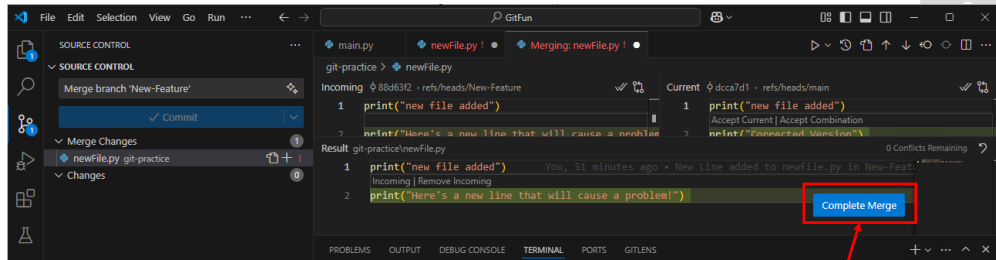 File Edit Selection View Go Run ··· GitFun
SOURCE CONTROL
SOURCE CONTROL
Merge branch 'New-Feature'
Commit
Merge Changes 1
newFile.py git-practice !
Changes 0
main.py newFile.py ! Merging: newFile.py !
git-practice > newFile.py
Incoming 88d63f2 · refs/heads/New-Feature
1 print("new file added")
2 print("Here's a new line that will cause a problem
Current dcca7d1 · refs/heads/main
1 print("new file added")
Accept Current | Accept Combination
2 print("Corrected Version")
Result git-practice\newFile.py 0 Conflicts Remaining
1 print("new file added") You, 51 minutes ago • New Line added to newfile.py in New-Feat
Incoming | Remove Incoming
2 print("Here's a new line that will cause a problem!")
Complete Merge
PROBLEMS OUTPUT DEBUG CONSOLE TERMINAL PORTS GITLENS